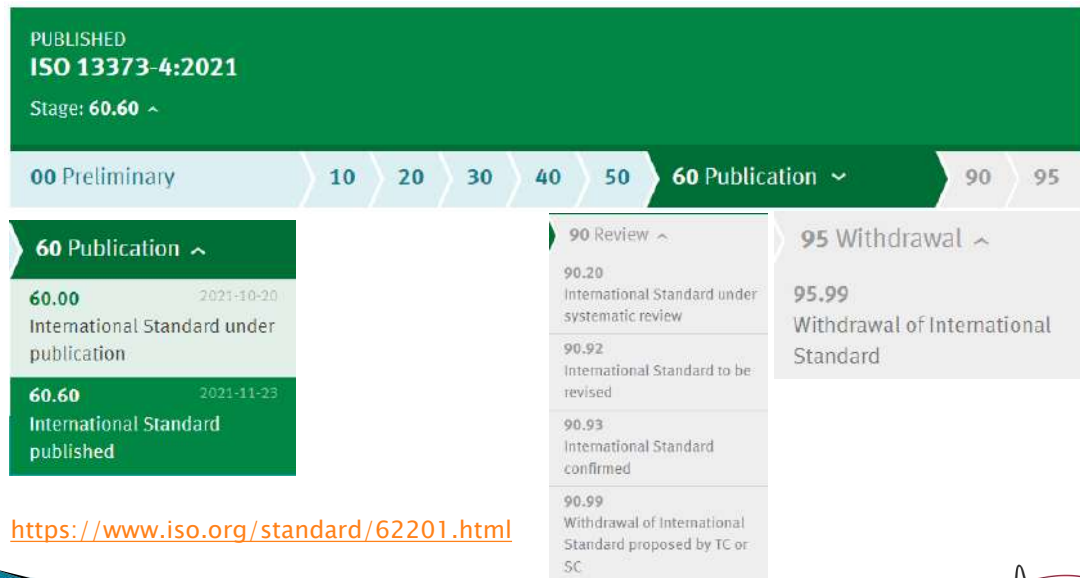 PUBLISHED
ISO 13373-4:2021
Stage: 60.60
00 Preliminary 10 20 30 40 50 60 Publication 90 95
60 Publication
60.00 2021-10-20
International Standard under
publication
60.60 2021-11-23
International Standard
published
90 Review
90.20
International Standard under
systematic review
90.92
International Standard to be
revised
90.93
International Standard
confirmed
90.99
Withdrawal of International
Standard proposed by TC or
SC
95 Withdrawal
95.99
Withdrawal of International
Standard
https://www.iso.org/standard/62201.html